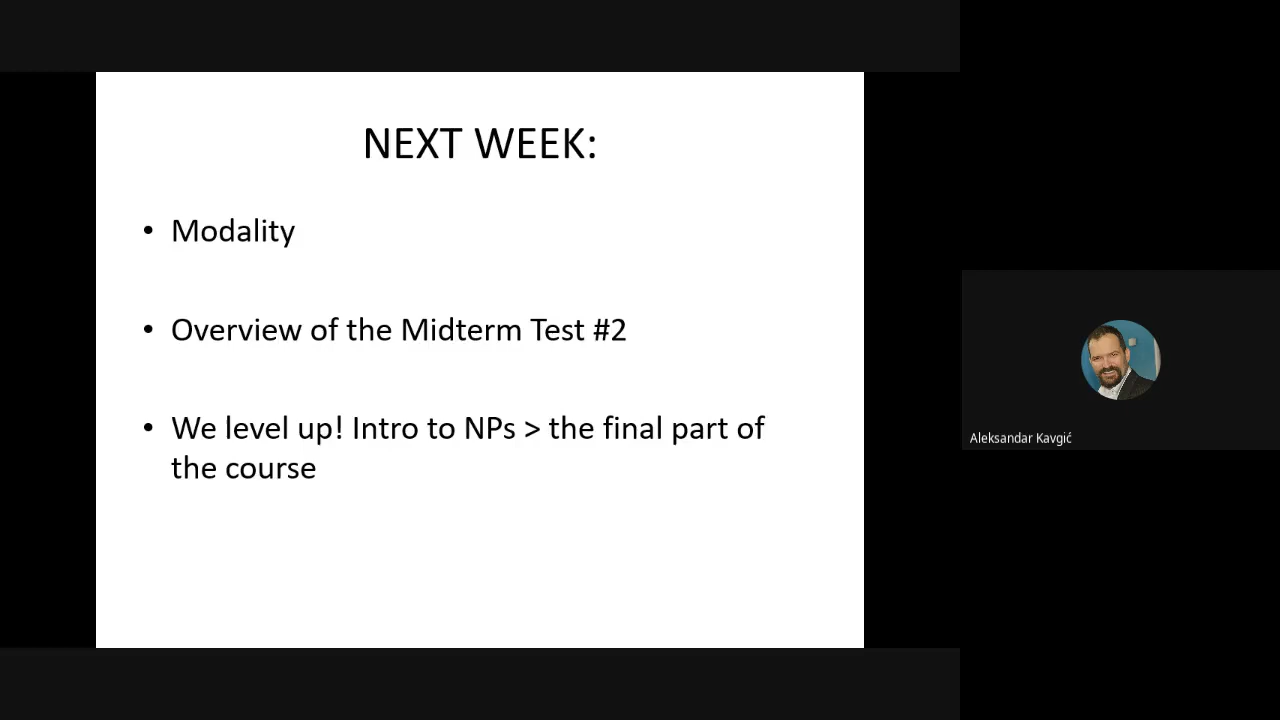 NEXT WEEK:
• Modality
• Overview of the Midterm Test #2
• We level up! Intro to NPs > the final part of
the course
Aleksandar Kavgić